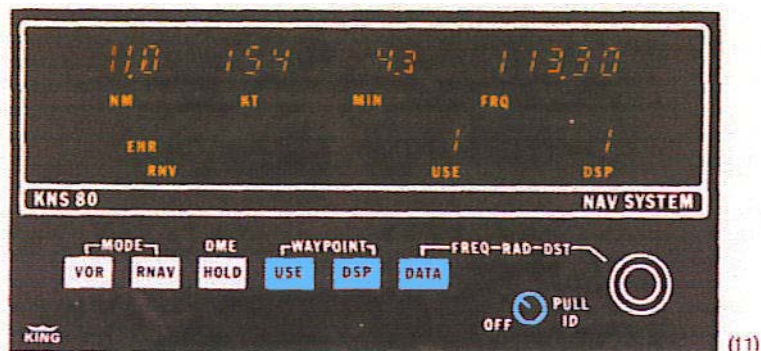 11.0 154 4.3 113.30
NM KT MIN FRQ
ENR 1 1
RNV USE DSP
KNS 80 NAV SYSTEM
MODE DME WAYPOINT FREQ-RAD-DST
VOR RNAV HOLD USE DSP DATA
OFF PULL
ID
KING
(11)